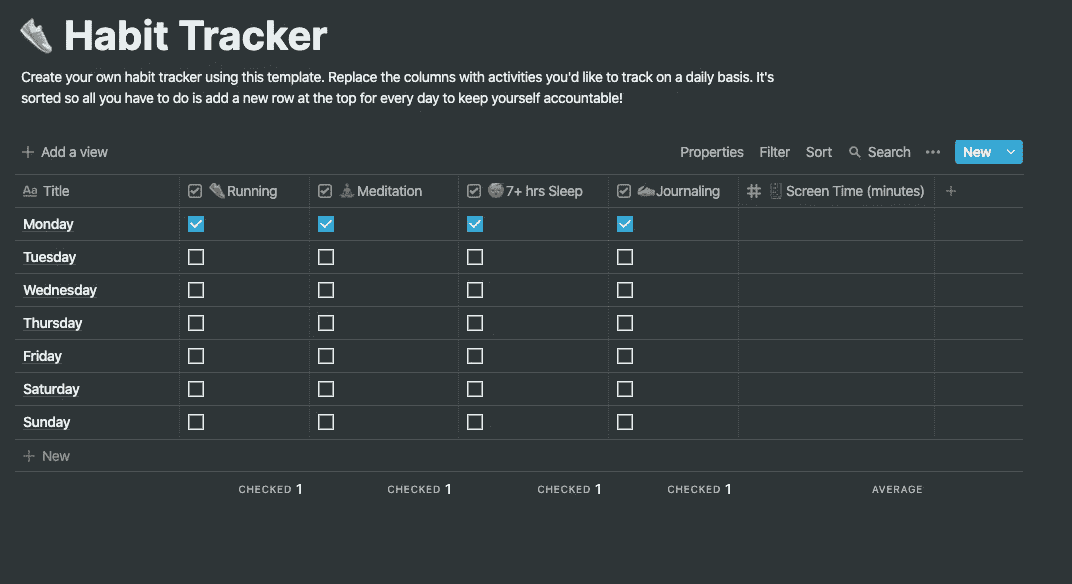 Habit Tracker
Create your own habit tracker using this template. Replace the columns with activities you'd like to track on a daily basis. It's
sorted so all you have to do is add a new row at the top for every day to keep yourself accountable!
+ Add a view Properties Filter Sort Search ••• New
Aa Title Running Meditation 7+ hrs Sleep Journaling # Screen Time (minutes) +
Monday
Tuesday
Wednesday
Thursday
Friday
Saturday
Sunday
+ New
CHECKED 1 CHECKED 1 CHECKED 1 CHECKED 1 AVERAGE